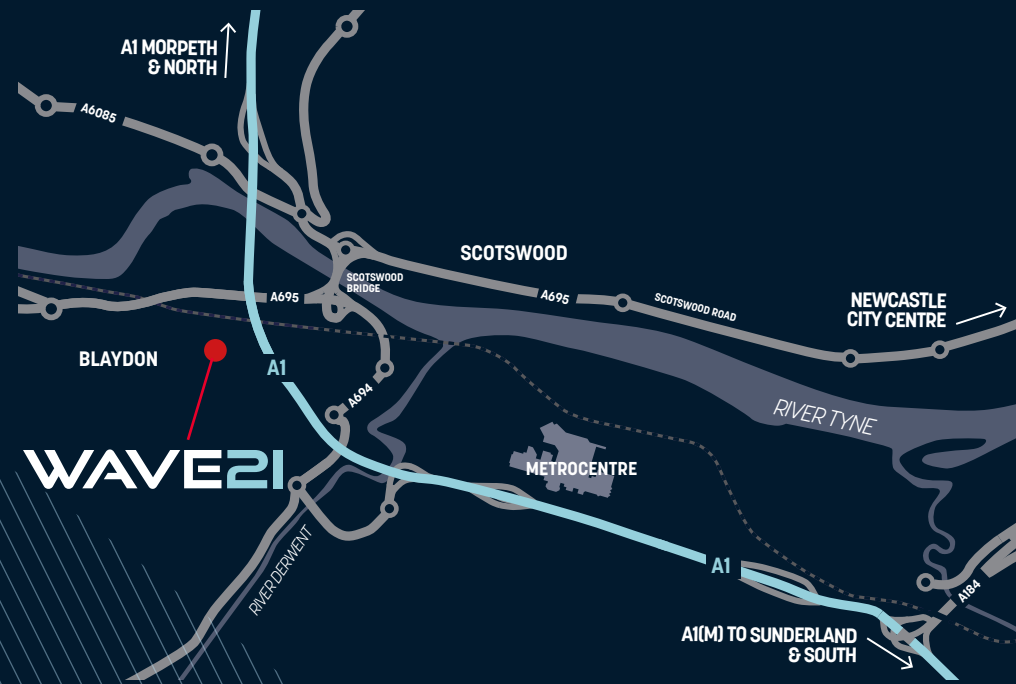 A1 MORPETH
& NORTH
A6085
SCOTSWOOD
SCOTSWOOD
BRIDGE
A695
A695
SCOTSWOOD ROAD
NEWCASTLE
CITY CENTRE
BLAYDON
A1
A694
RIVER TYNE
WAVE21
METROCENTRE
RIVER DERWENT
A1
A184
A1(M) TO SUNDERLAND
& SOUTH